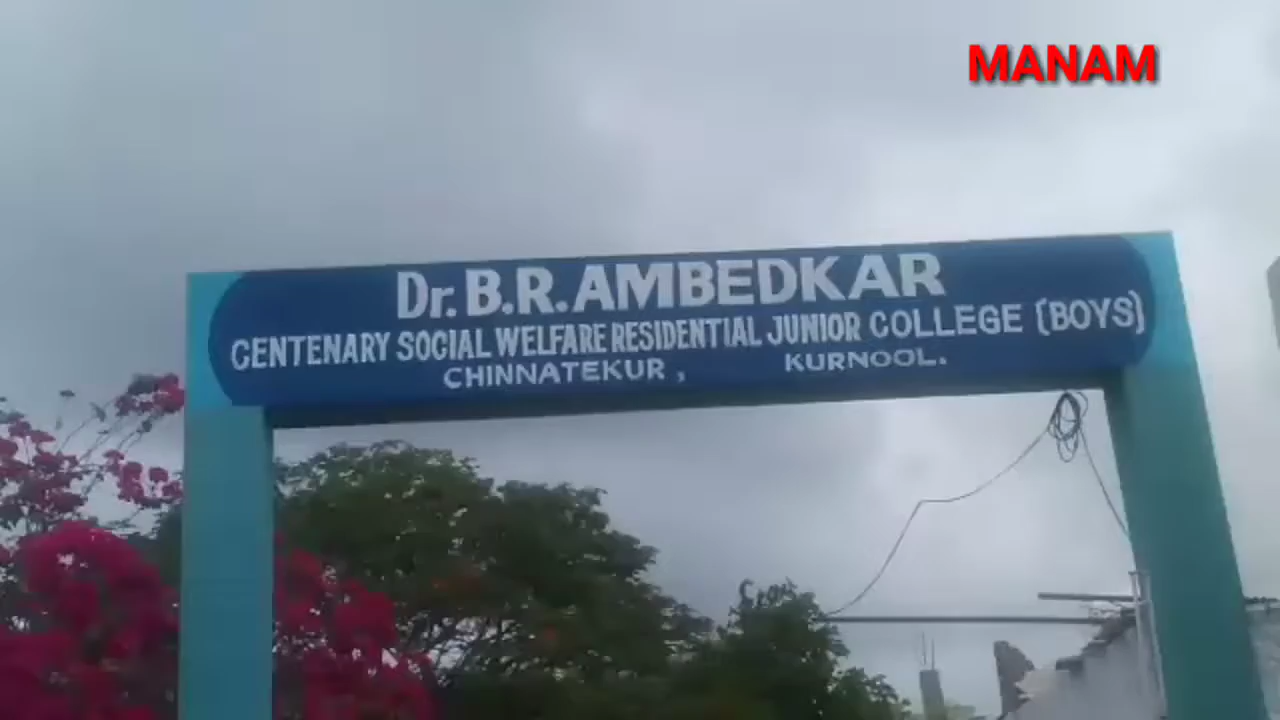 MANAM
Dr. B.R. AMBEDKAR
CENTENARY SOCIAL WELFARE RESIDENTIAL JUNIOR COLLEGE (BOYS)
CHINNATEKUR, KURNOOL.